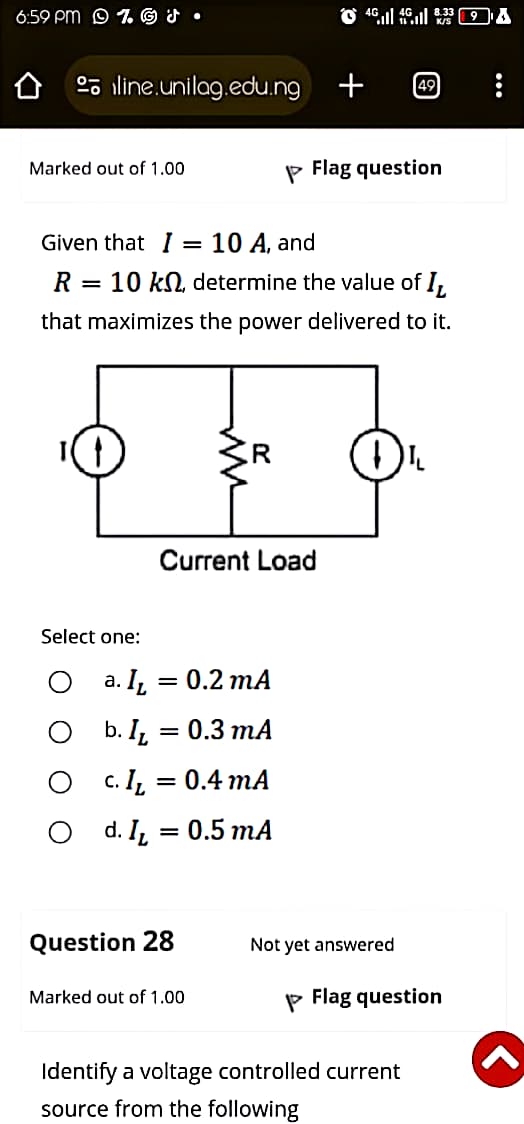 6:59 PM
4G 4G 8.33 K/S 9
ıline.unilag.edu.ng + 49
Marked out of 1.00 Flag question
Given that I = 10 A, and
R = 10 kΩ, determine the value of I_L
that maximizes the power delivered to it.
I R I_L
Current Load
Select one:
a. I_L = 0.2 mA
b. I_L = 0.3 mA
c. I_L = 0.4 mA
d. I_L = 0.5 mA
Question 28 Not yet answered
Marked out of 1.00 Flag question
Identify a voltage controlled current
source from the following